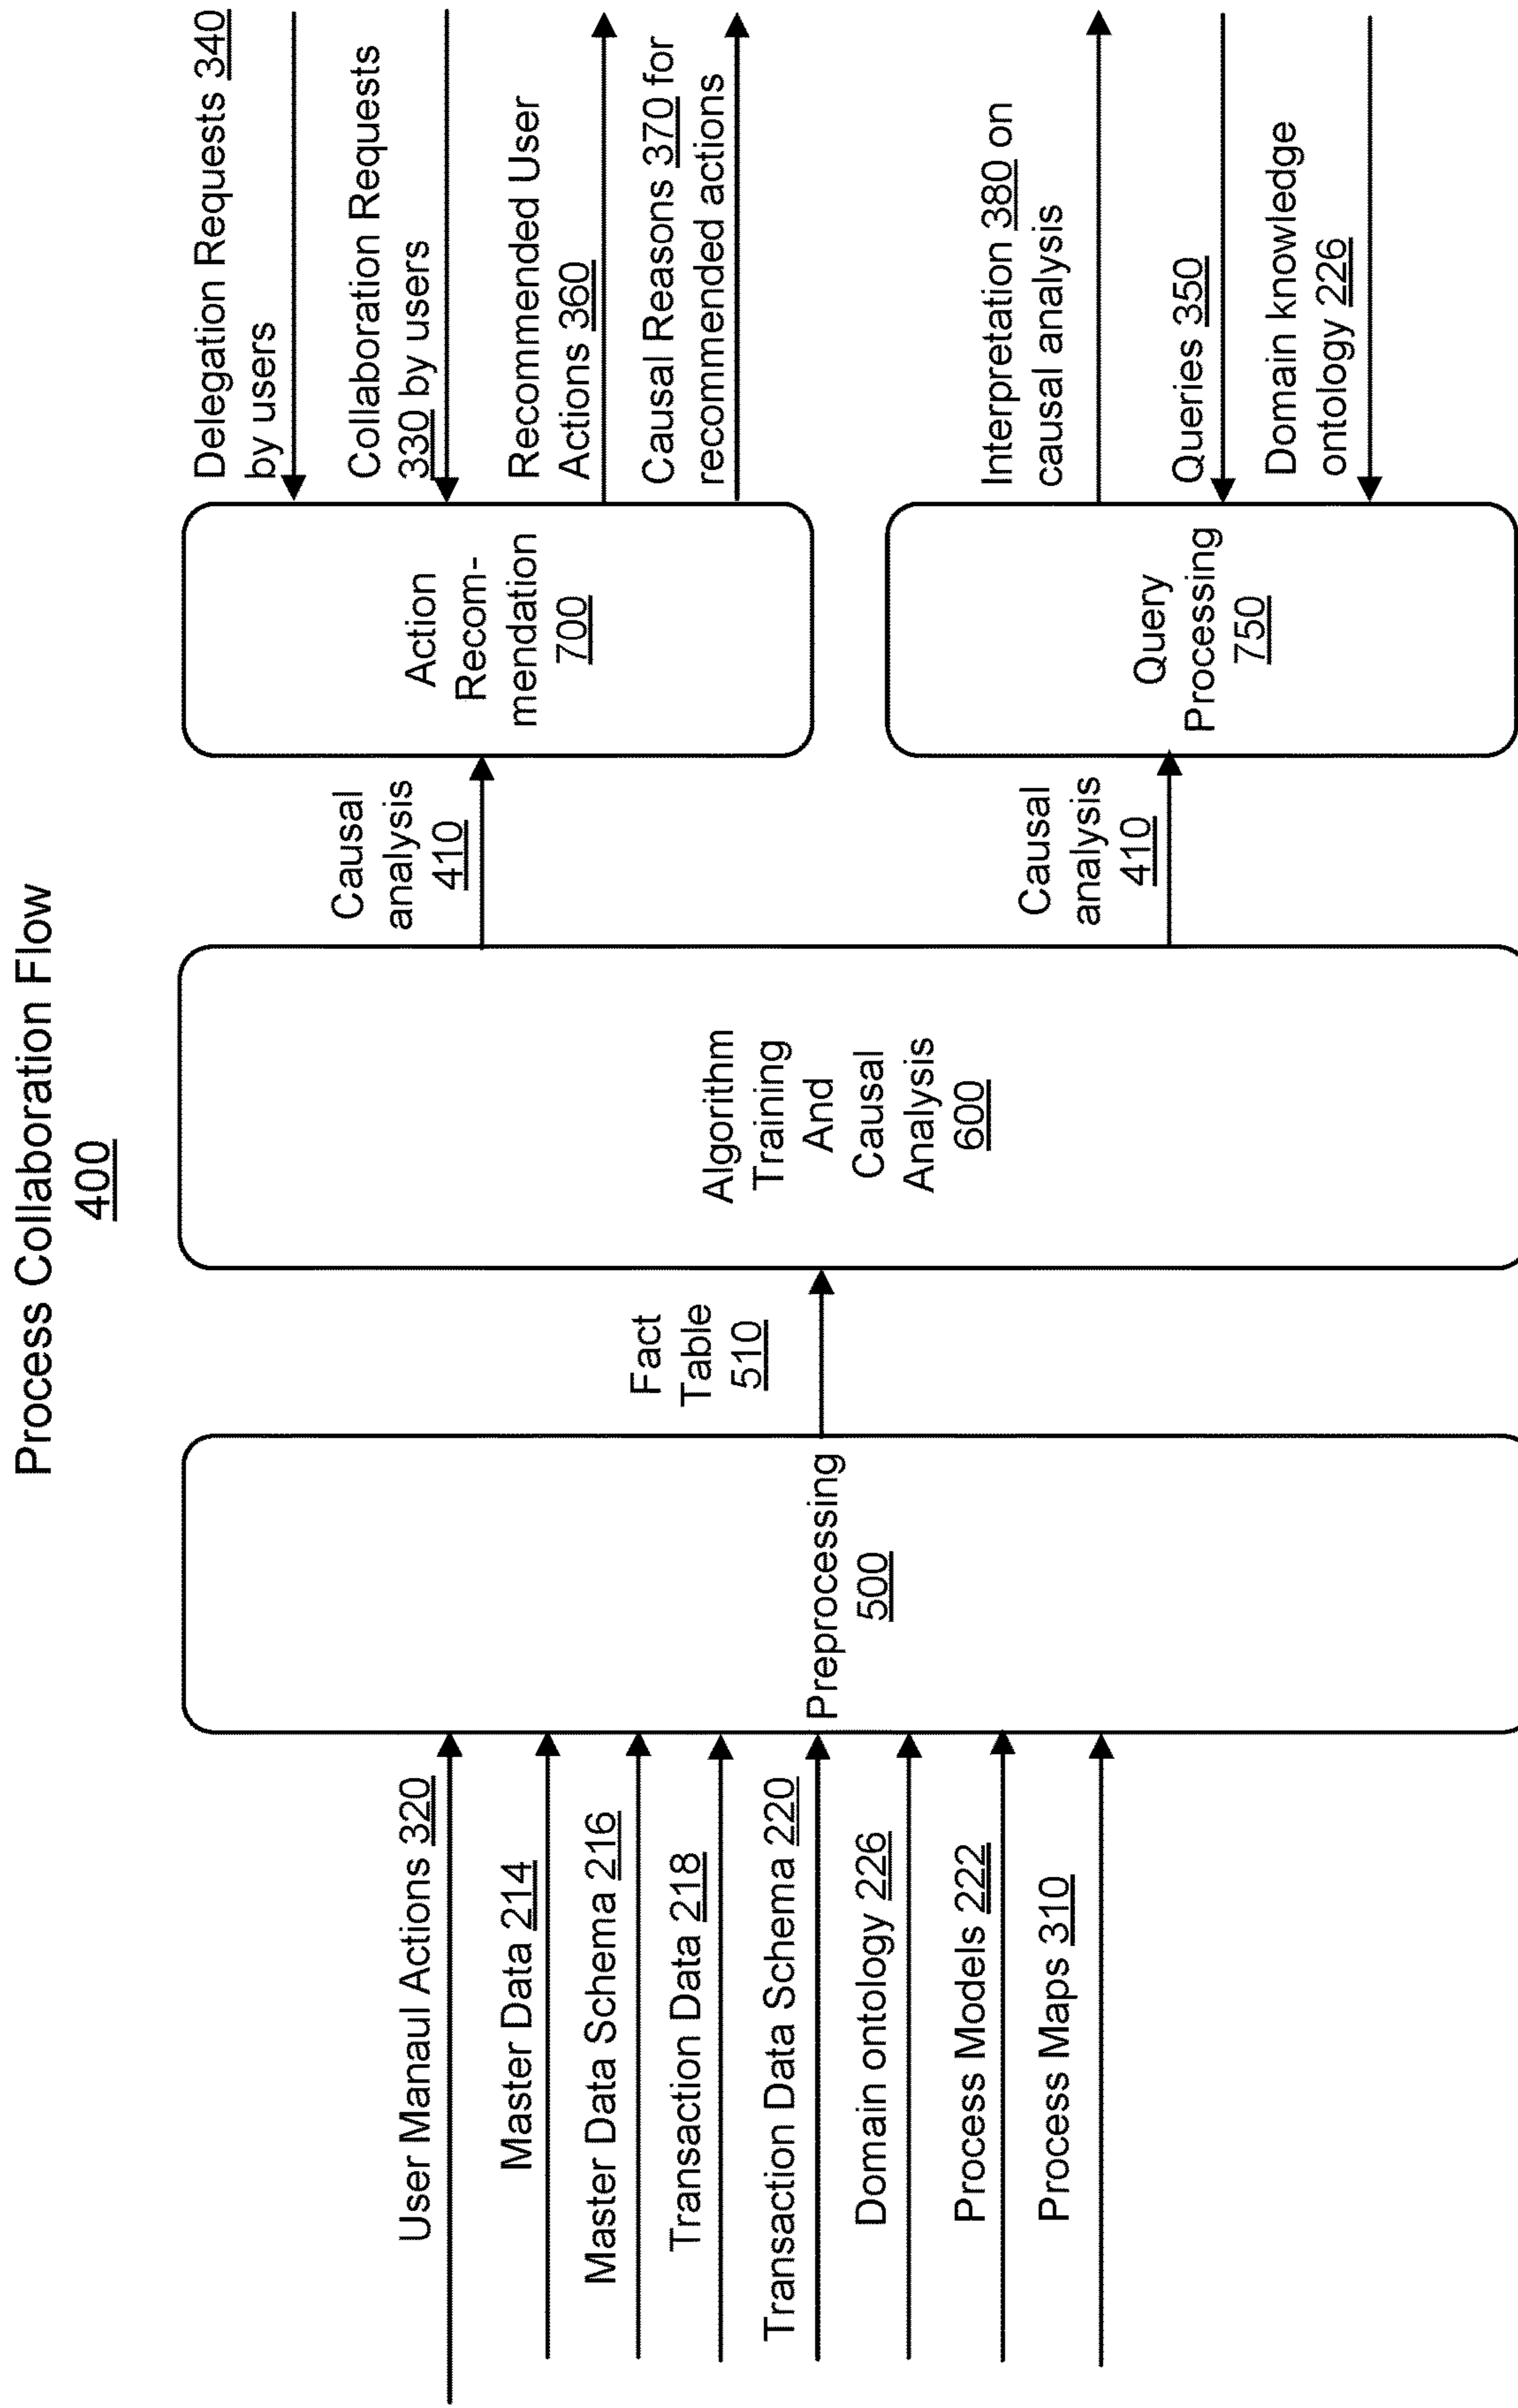 Process Collaboration Flow
400
User Manaul Actions 320
Master Data 214
Master Data Schema 216
Transaction Data 218
Transaction Data Schema 220
Domain ontology 226
Process Models 222
Process Maps 310
Preprocessing
500
Fact
Table
510
Algorithm
Training
And
Causal
Analysis
600
Causal
analysis
410
Causal
analysis
410
Action
Recom-
mendation
700
Query
Processing
750
Delegation Requests 340
by users
Collaboration Requests
330 by users
Recommended User
Actions 360
Causal Reasons 370 for
recommended actions
Interpretation 380 on
causal analysis
Queries 350
Domain knowledge
ontology 226